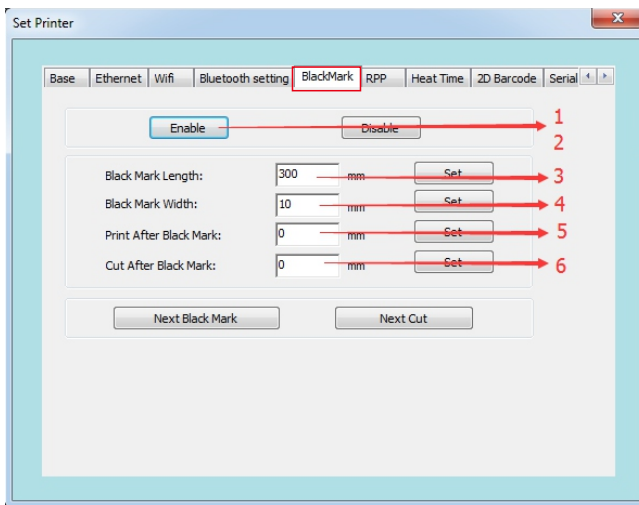 Set Printer
Base Ethernet Wifi Bluetooth setting BlackMark RPP Heat Time 2D Barcode Serial
Enable Disable 1
2
Black Mark Length: 300 mm Set 3
Black Mark Width: 10 mm Set 4
Print After Black Mark: 0 mm Set 5
Cut After Black Mark: 0 mm Set 6
Next Black Mark Next Cut